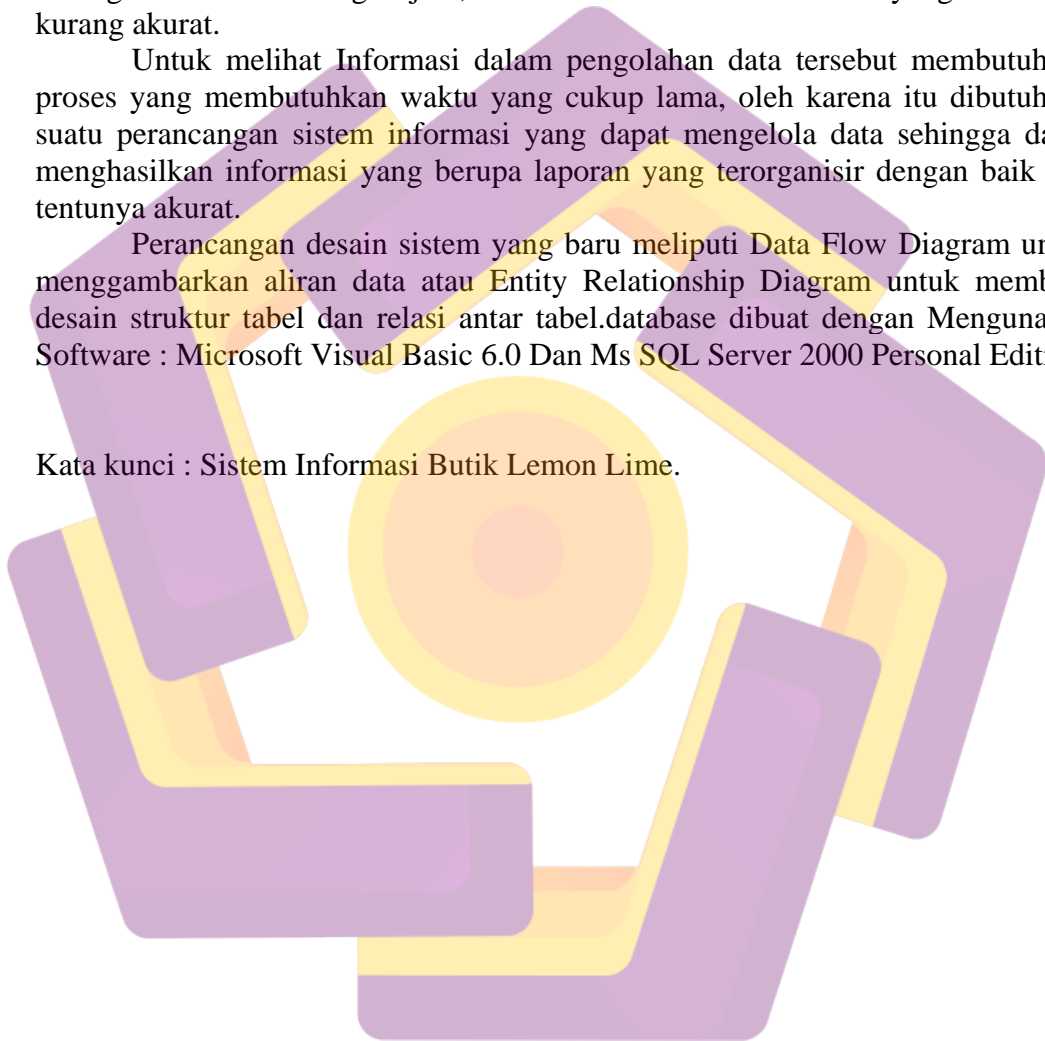 kurang akurat.
Untuk melihat Informasi dalam pengolahan data tersebut membutuh
proses yang membutuhkan waktu yang cukup lama, oleh karena itu dibutuh
suatu perancangan sistem informasi yang dapat mengelola data sehingga da
menghasilkan informasi yang berupa laporan yang terorganisir dengan baik
tentunya akurat.
Perancangan desain sistem yang baru meliputi Data Flow Diagram un
menggambarkan aliran data atau Entity Relationship Diagram untuk memb
desain struktur tabel dan relasi antar tabel.database dibuat dengan Menguna
Software : Microsoft Visual Basic 6.0 Dan Ms SQL Server 2000 Personal Editi
Kata kunci : Sistem Informasi Butik Lemon Lime.